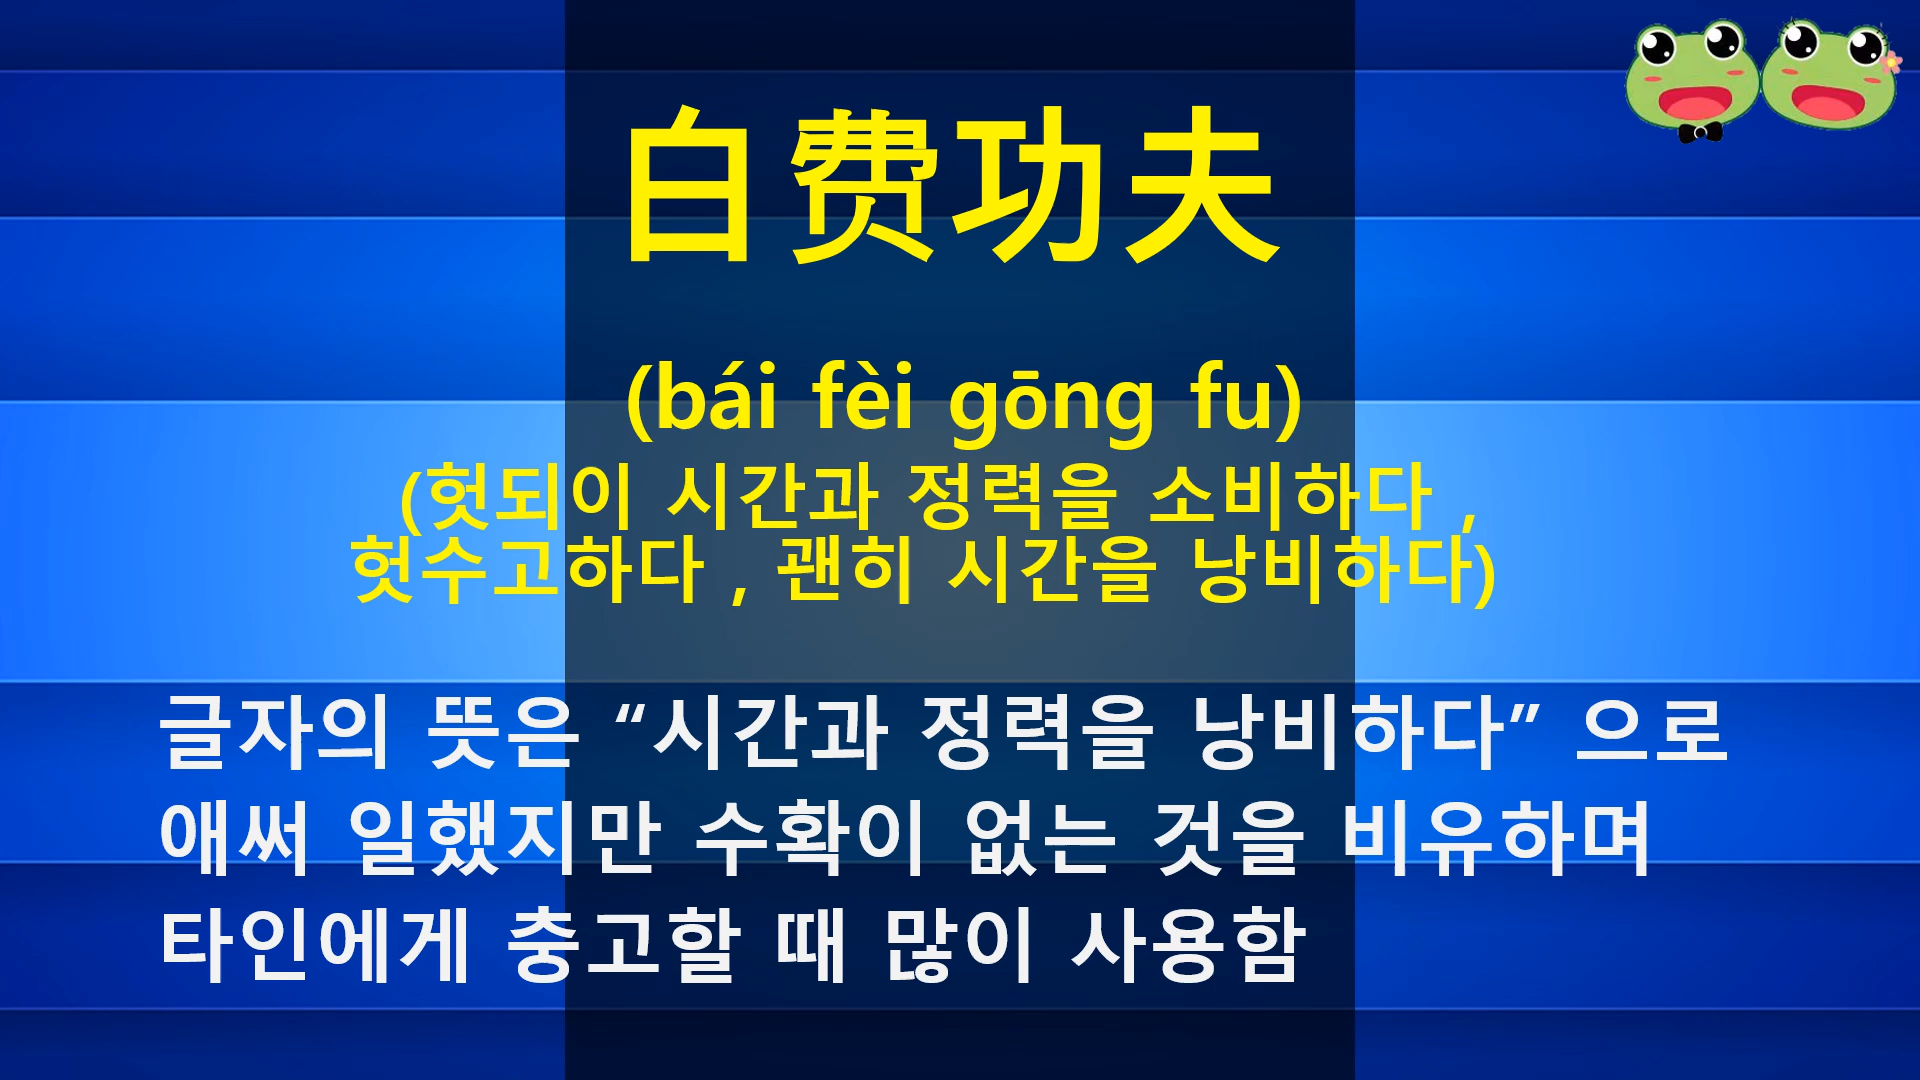 白费功夫
(bái fèi gōng fu)
(헛되이 시간과 정력을 소비하다 ,
헛수고하다 , 괜히 시간을 낭비하다)
글자의 뜻은 “시간과 정력을 낭비하다” 으로
애써 일했지만 수확이 없는 것을 비유하며
타인에게 충고할 때 많이 사용함